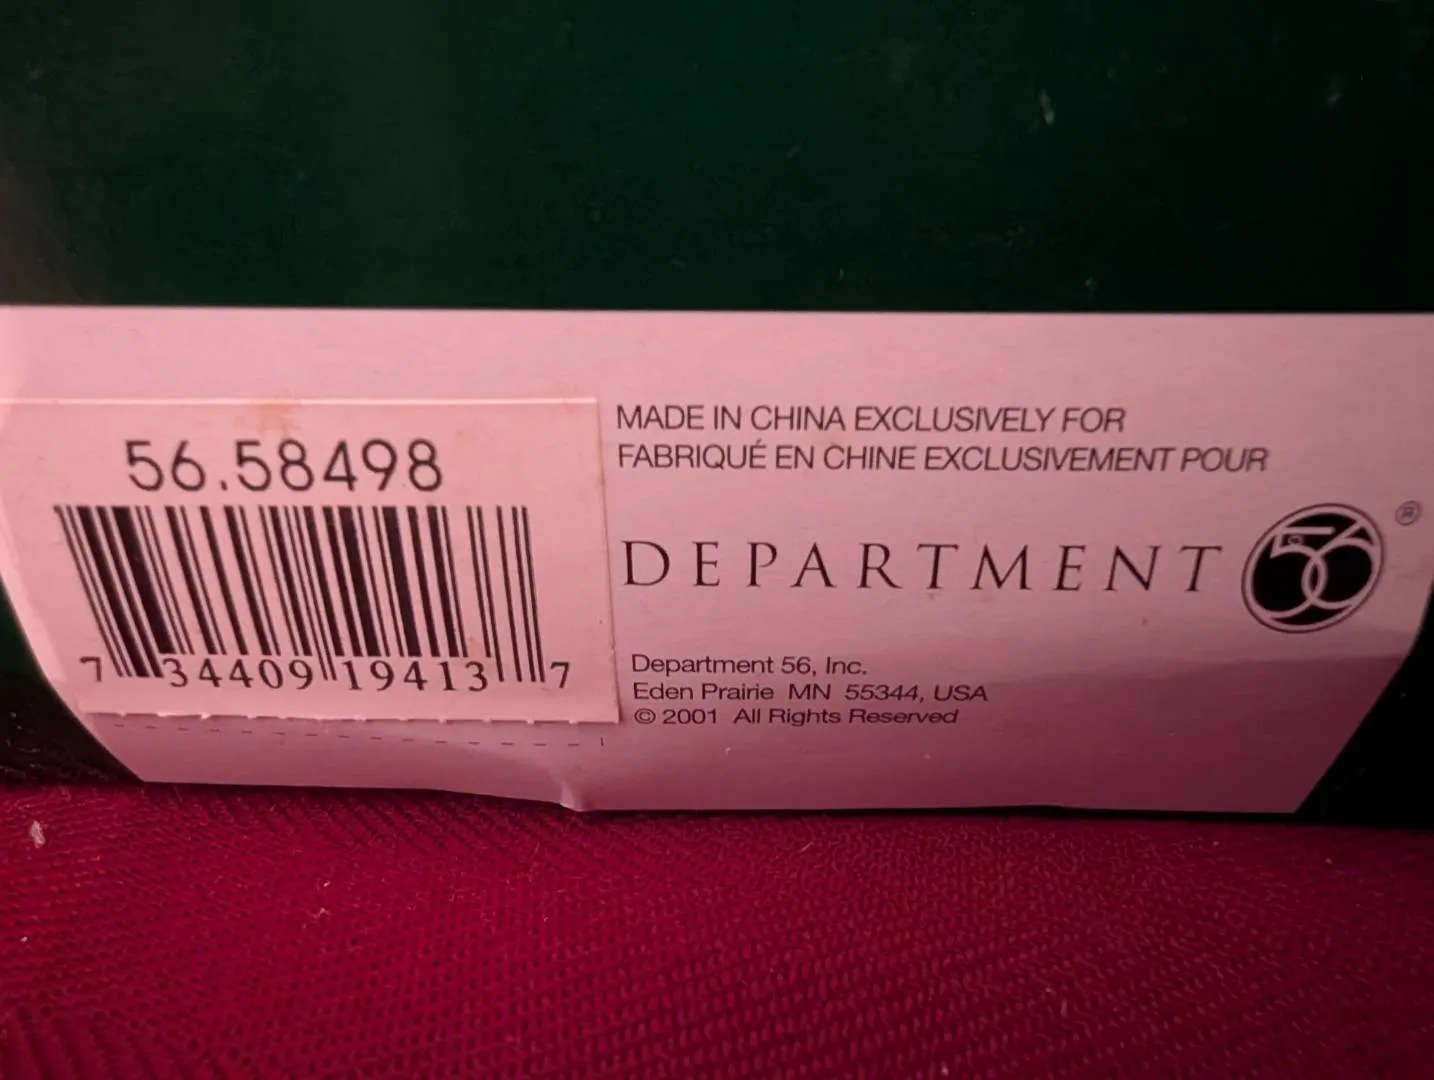 56.58498
7 34409 19413 7
MADE IN CHINA EXCLUSIVELY FOR
FABRIQUÉ EN CHINE EXCLUSIVEMENT POUR
DEPARTMENT 56 ®
Department 56, Inc.
Eden Prairie MN 55344, USA
© 2001 All Rights Reserved